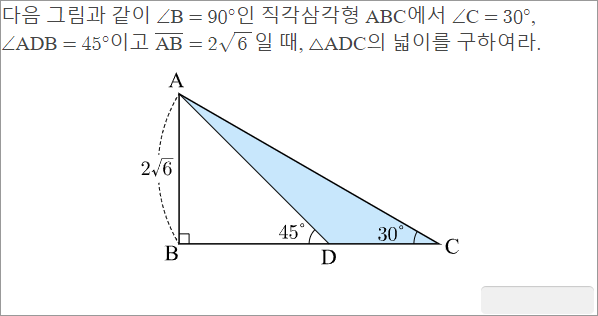 다음 그림과 같이 ∠B = 90°인 직각삼각형 ABC에서 ∠C = 30°,
∠ADB = 45°이고 A̅B̅ = 2√6 일 때, △ADC의 넓이를 구하여라.
A
2√6
45°
30°
B
D
C